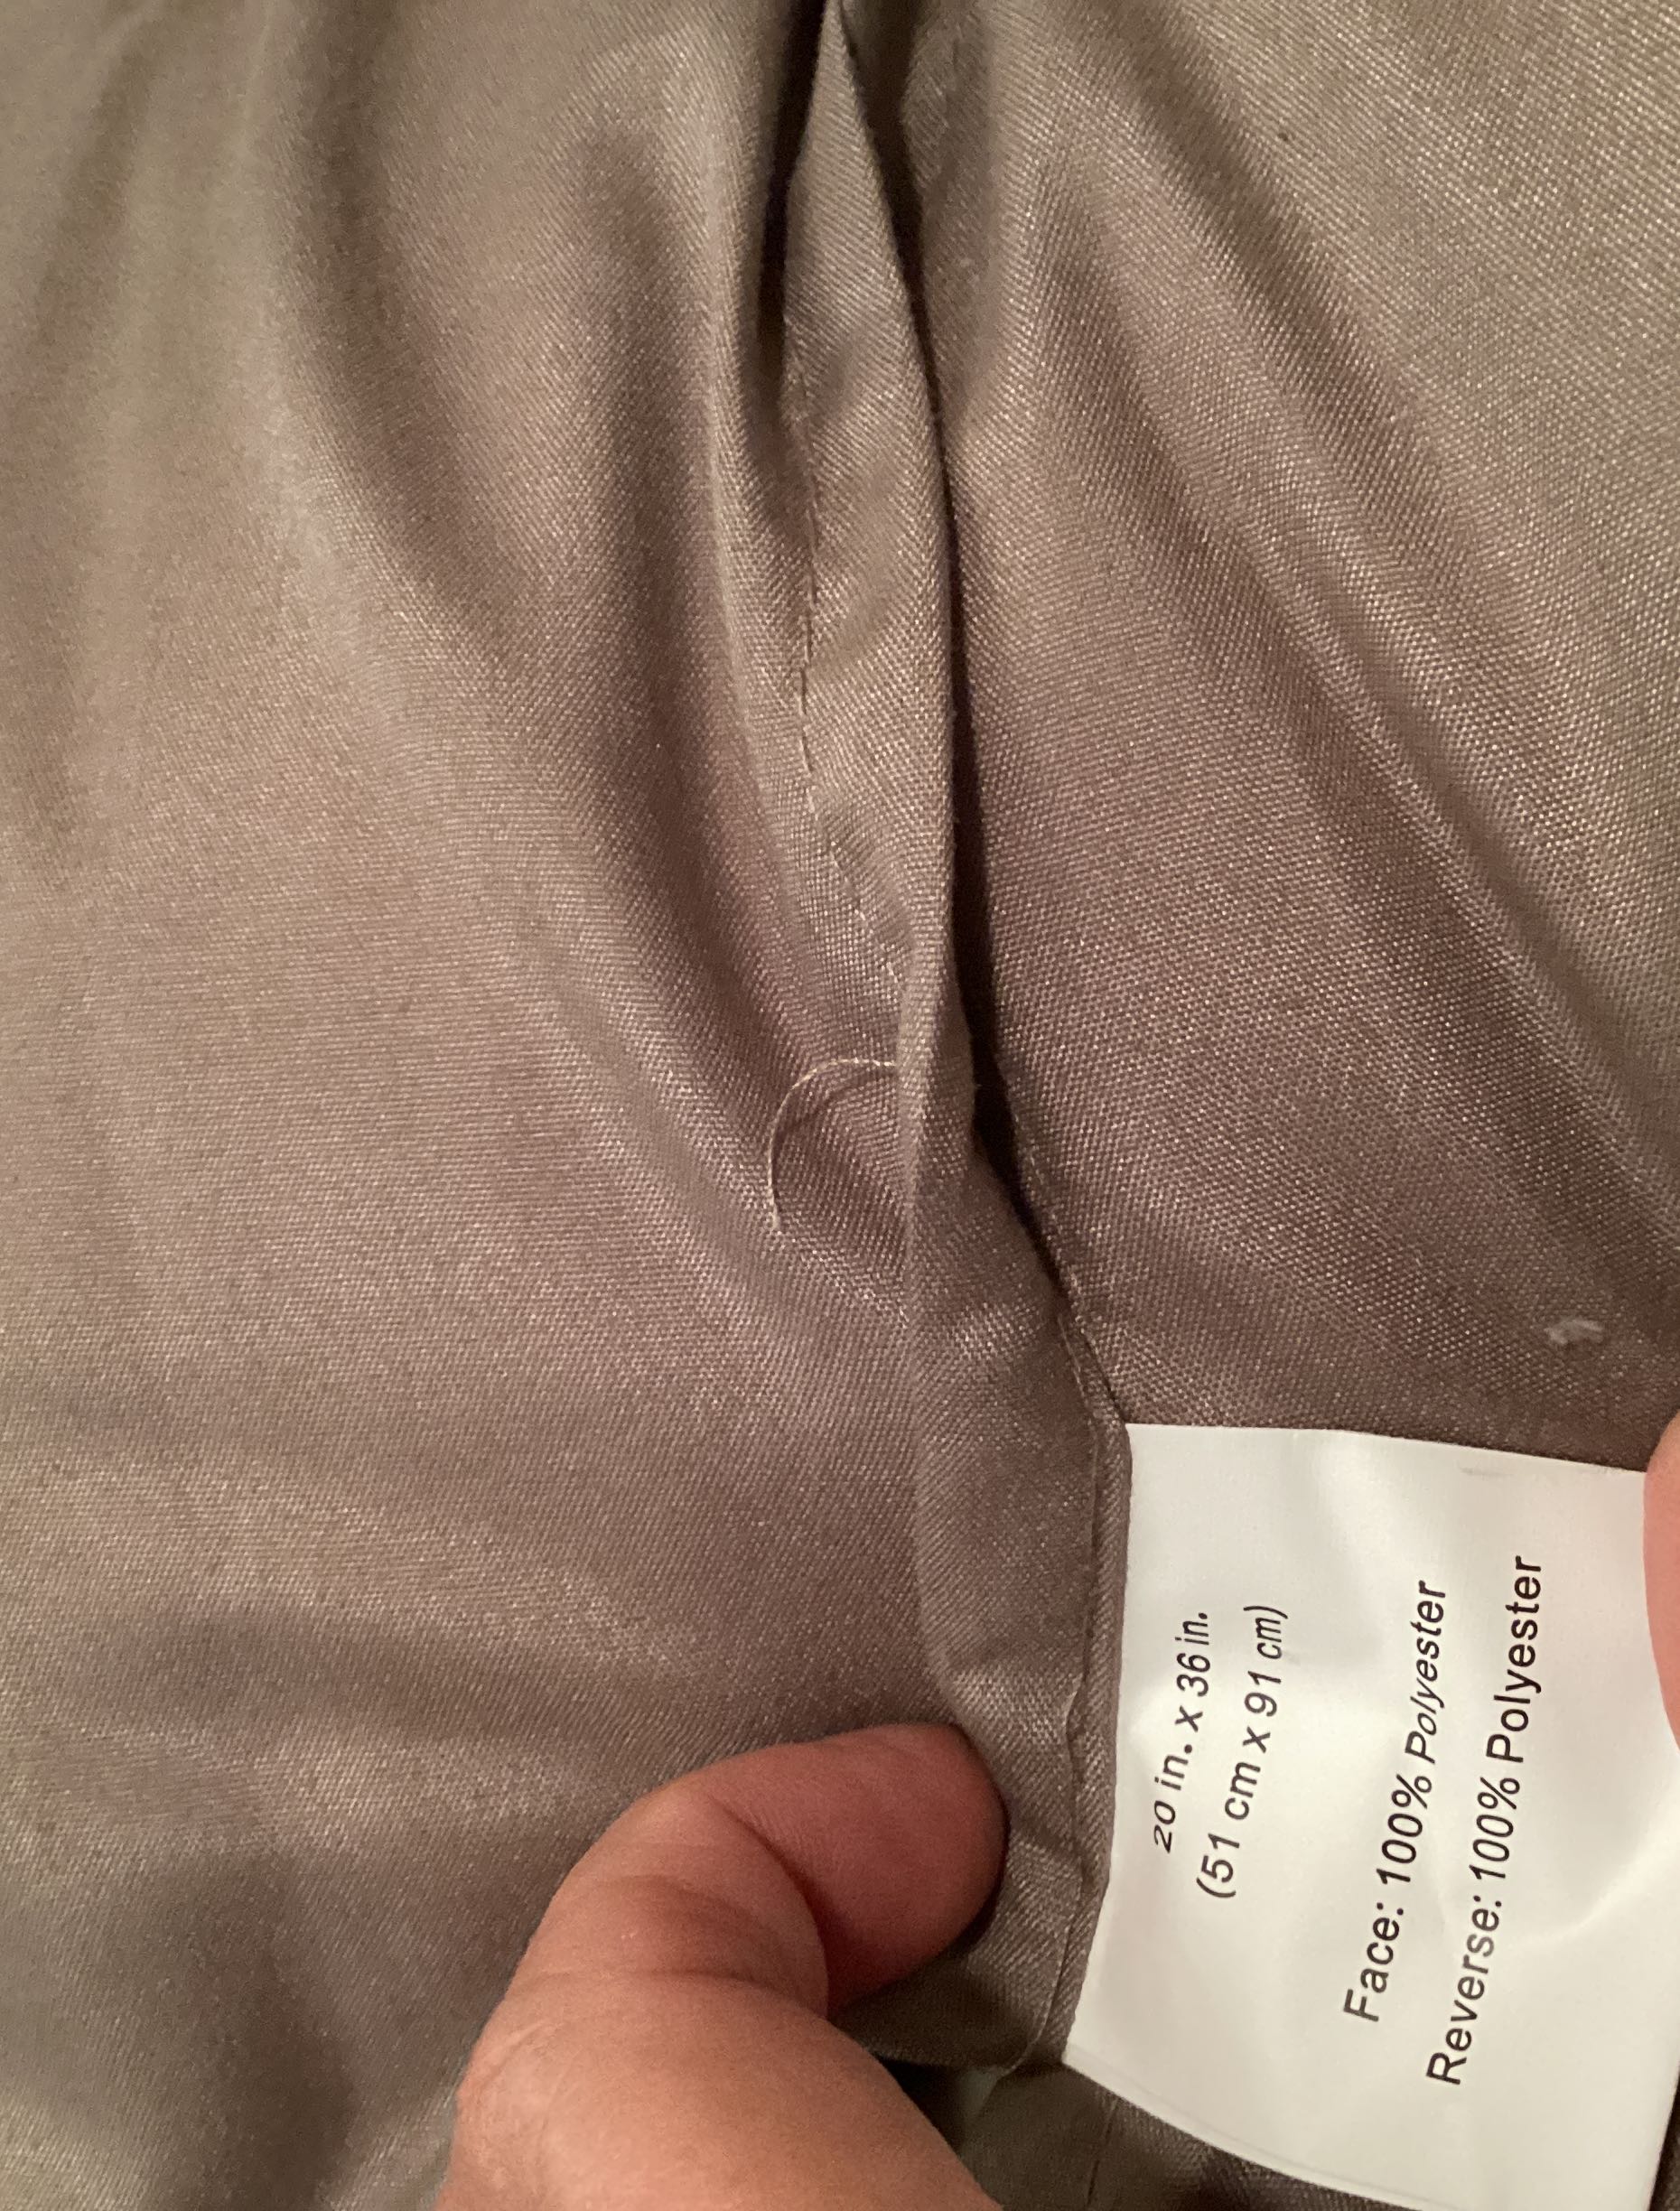 20 in. x 36 in.
(51 cm x 91 cm)
Face: 100% Polyester
Reverse: 100% Polyester